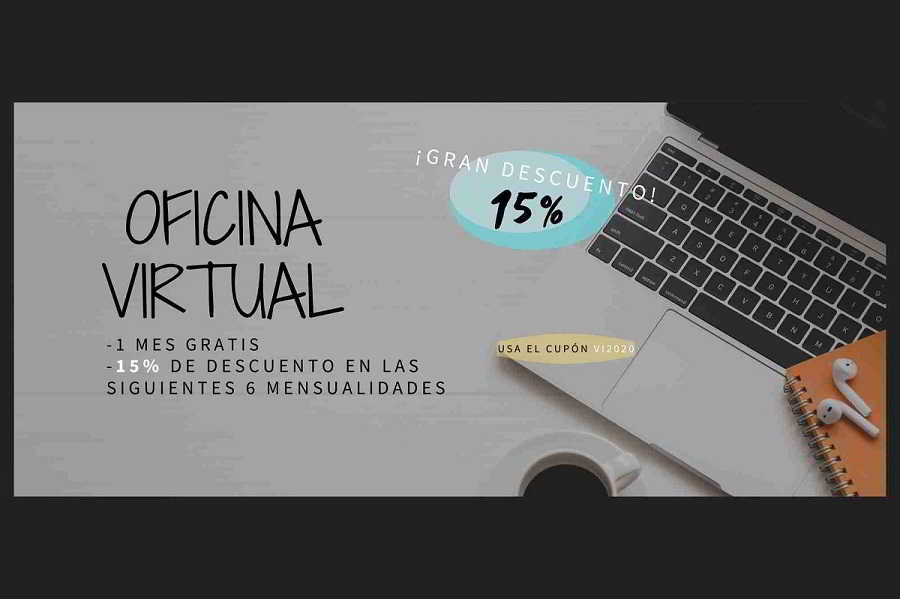 ¡GRAN DESCUENTO!
15%
OFICINA
VIRTUAL
-1 MES GRATIS
-15% DE DESCUENTO EN LAS
SIGUIENTES 6 MENSUALIDADES
USA EL CUPÓN VI2020